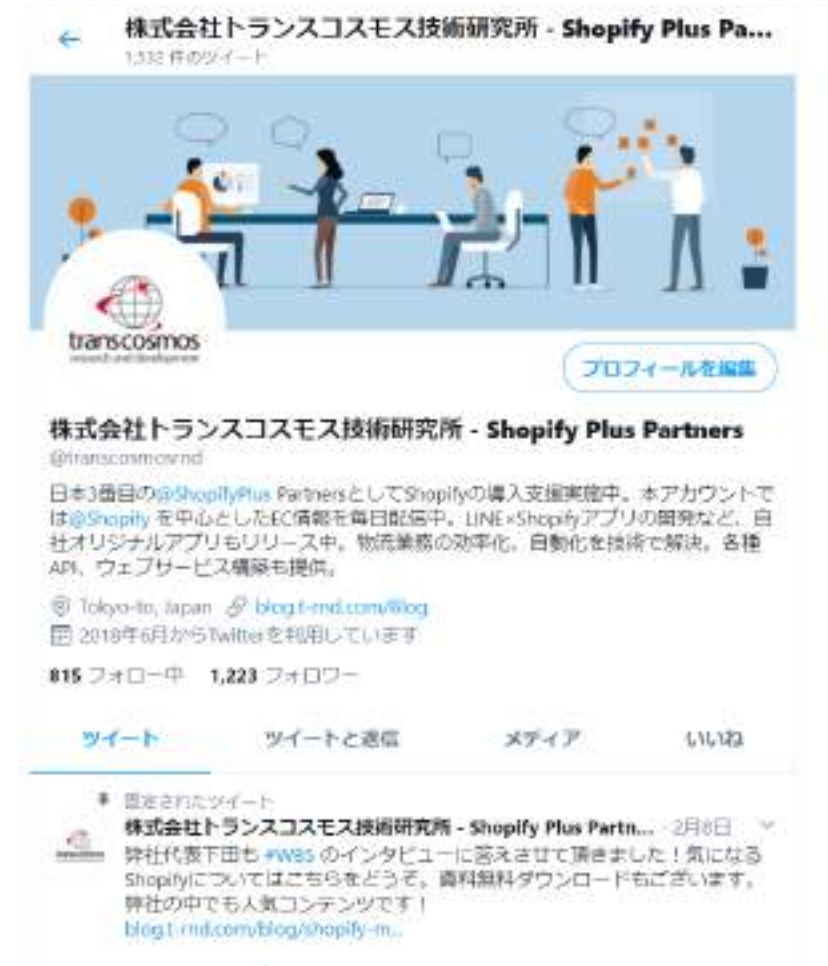 株式会社トランスコスモス技術研究所 - Shopify Plus Pa...
1,533 件のツイート
transcosmos
research and development
プロフィールを編集
株式会社トランスコスモス技術研究所 - Shopify Plus Partners
@transcosmosrnd
日本3番目の@ShopifyPlus PartnersとしてShopifyの導入支援実施中。本アカウントで
は@Shopify を中心としたEC情報を毎日配信中。LINE×Shopifyアプリの開発など、自
社オリジナルアプリもリリース中。物流業務の効率化、自動化を技術で解決。各種
API、ウェブサービス構築も提供。
Tokyo-to, Japan blog.t-rnd.com/Blog
2018年6月からTwitterを利用しています
815 フォロー中 1,223 フォロワー
ツイート ツイートと返信 メディア いいね
固定されたツイート
株式会社トランスコスモス技術研究所 - Shopify Plus Partn... · 2月8日
弊社代表下田も #WBS のインタビューに答えさせて頂きました！気になる
Shopifyについてはこちらをどうぞ。資料無料ダウンロードもございます。
弊社の中でも人気コンテンツです！
blog.t-rnd.com/blog/shopify-m...